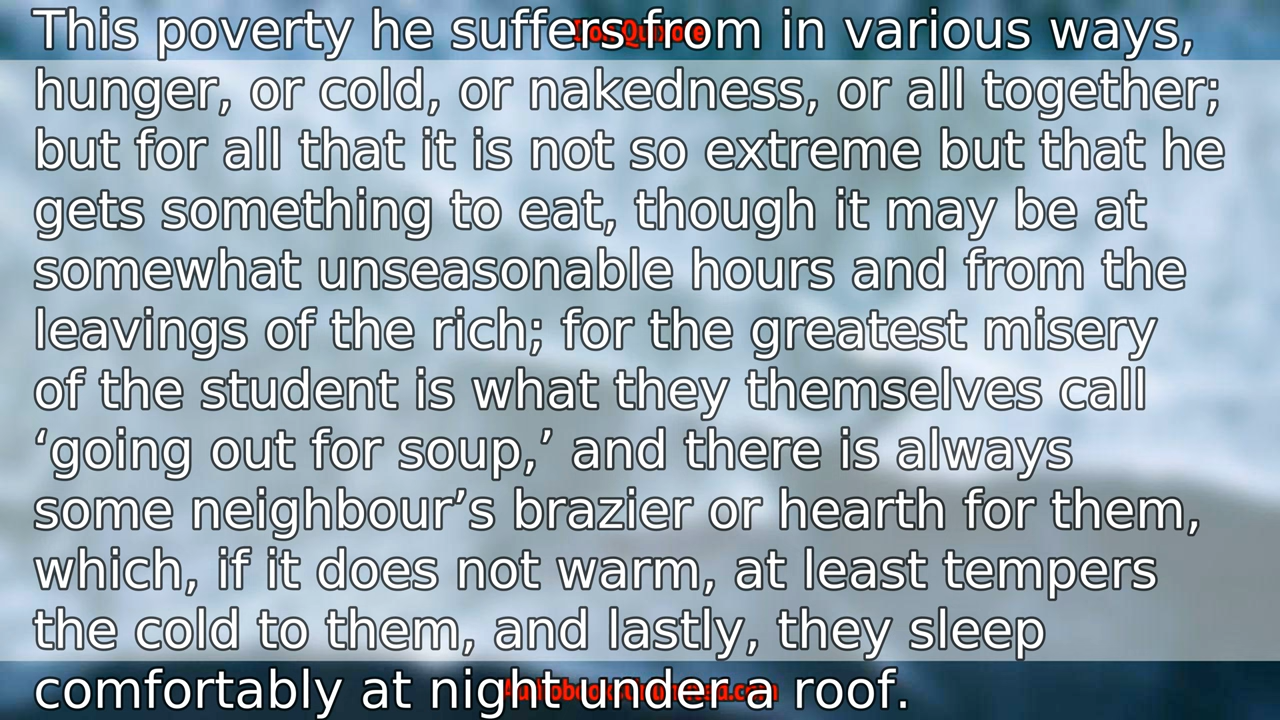 This poverty he suffers from in various ways,
hunger, or cold, or nakedness, or all together;
but for all that it is not so extreme but that he
gets something to eat, though it may be at
somewhat unseasonable hours and from the
leavings of the rich; for the greatest misery
of the student is what they themselves call
‘going out for soup,’ and there is always
some neighbour’s brazier or hearth for them,
which, if it does not warm, at least tempers
the cold to them, and lastly, they sleep
comfortably at night under a roof.